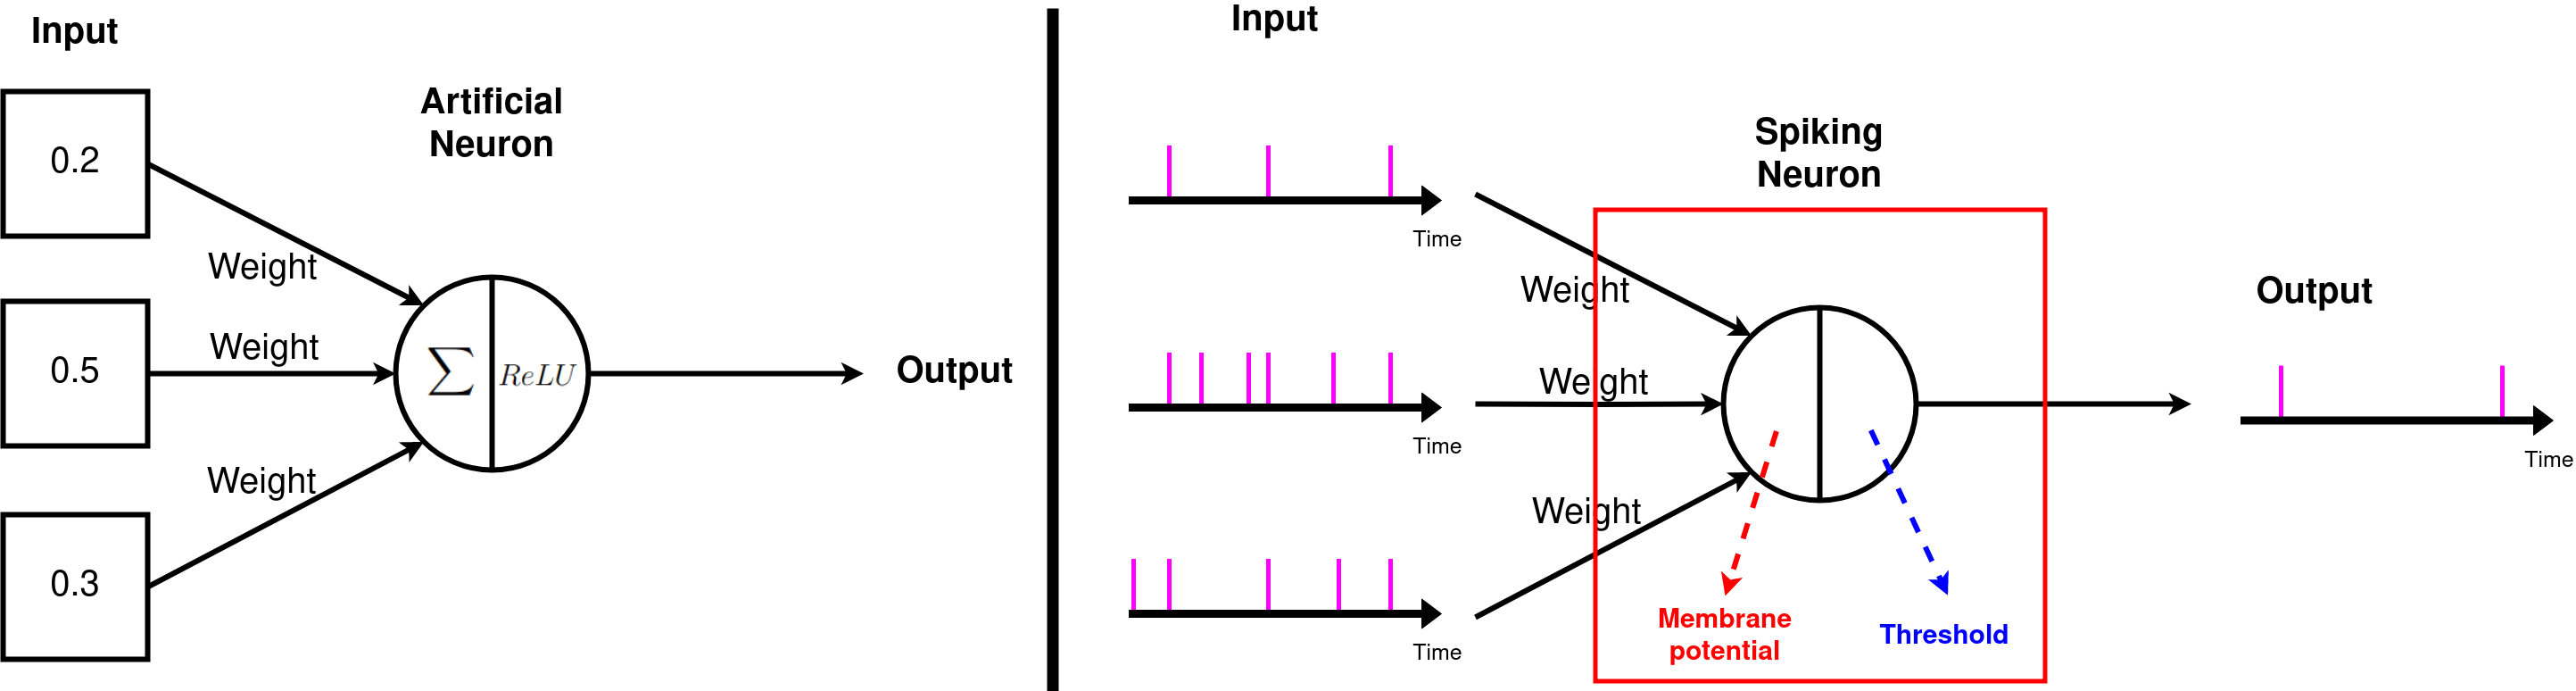 Input
Artificial
Neuron
0.2
Weight
0.5
Weight
∑
ReLU
Output
Weight
0.3
Input
Spiking
Neuron
Time
Weight
Weight
Time
Weight
Time
Membrane
potential
Threshold
Output
Time